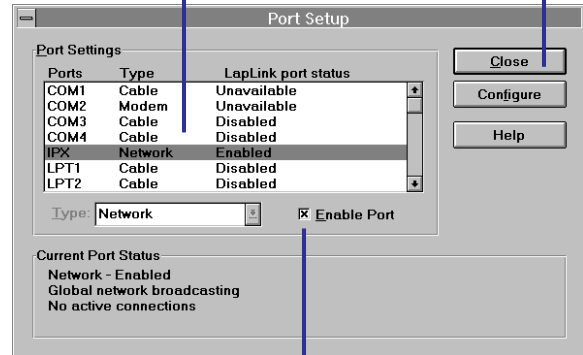 Port Setup
Port Settings
Ports Type LapLink port status
COM1 Cable Unavailable
COM2 Modem Unavailable
COM3 Cable Disabled
COM4 Cable Disabled
IPX Network Enabled
LPT1 Cable Disabled
LPT2 Cable Disabled
Type: Network
Enable Port
Close
Configure
Help
Current Port Status
Network - Enabled
Global network broadcasting
No active connections